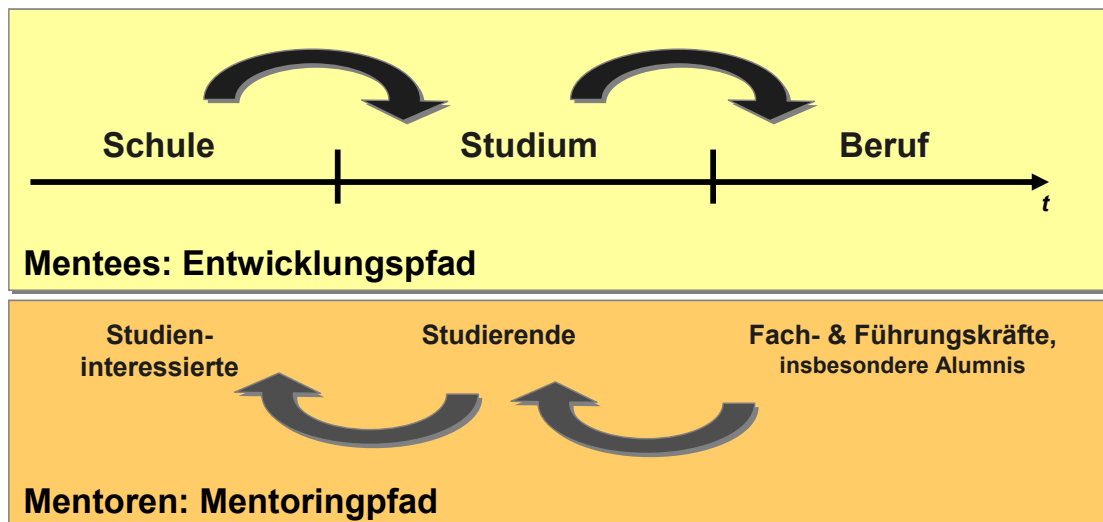 Schule
Studium
Beruf
t
Mentees: Entwicklungspfad
Studien-
interessierte
Studierende
Fach- & Führungskräfte,
insbesondere Alumnis
Mentoren: Mentoringpfad